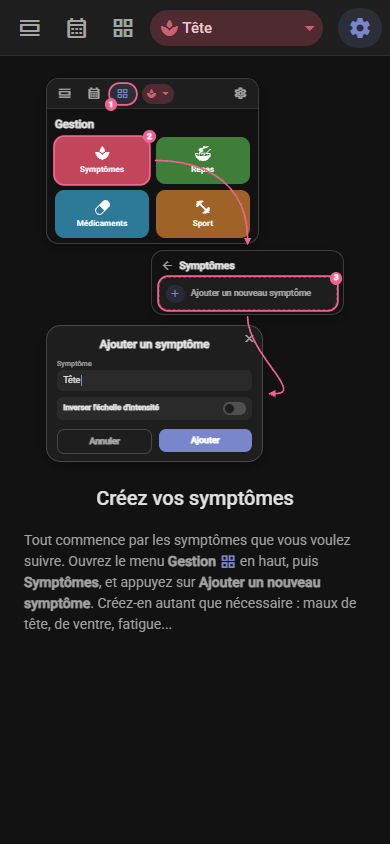 Tête
1
Gestion
2
Symptômes
Repas
Médicaments
Sport
Symptômes
3
Ajouter un nouveau symptôme
Ajouter un symptôme
Symptôme
Tête
Inverser l'échelle d'intensité
Annuler
Ajouter
Créez vos symptômes
Tout commence par les symptômes que vous voulez
suivre. Ouvrez le menu Gestion en haut, puis
Symptômes, et appuyez sur Ajouter un nouveau
symptôme. Créez-en autant que nécessaire : maux de
tête, de ventre, fatigue...